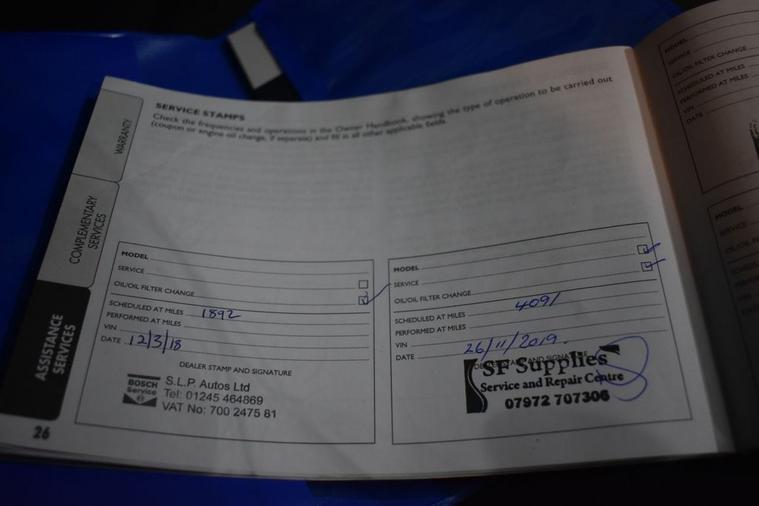 SERVICE STAMPS
Check the frequencies and operations in the Owner Handbook, showing the type of operation to be carried out
(coupon or engine oil change, if separate) and fill in all other applicable fields.
WARRANTY
COMPLEMENTARY
SERVICES
ASSISTANCE
SERVICES
26
MODEL
SERVICE
OIL/OIL FILTER CHANGE
SCHEDULED AT MILES 1892
PERFORMED AT MILES
VIN
DATE 12/3/18
DEALER STAMP AND SIGNATURE
BOSCH
Service
S.L.P Autos Ltd
Tel: 01245 464869
VAT No: 700 2475 81
MODEL
SERVICE
OIL/OIL FILTER CHANGE
SCHEDULED AT MILES 4091
PERFORMED AT MILES
VIN
DATE 26/11/2019.
DEALER STAMP AND SIGNATURE
SF Supplies
Service and Repair Centre
07972 707306
MODEL
SERVICE
OIL/OIL FILTER CHANGE
SCHEDULED AT MILES
PERFORMED AT MILES
VIN
DATE
MODEL